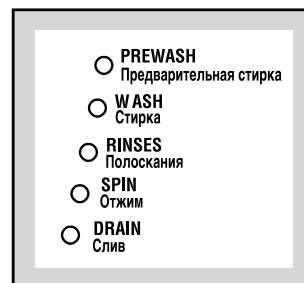 PREWASH
Предварительная стирка
WASH
Стирка
RINSES
Полоскания
SPIN
Отжим
DRAIN
Слив